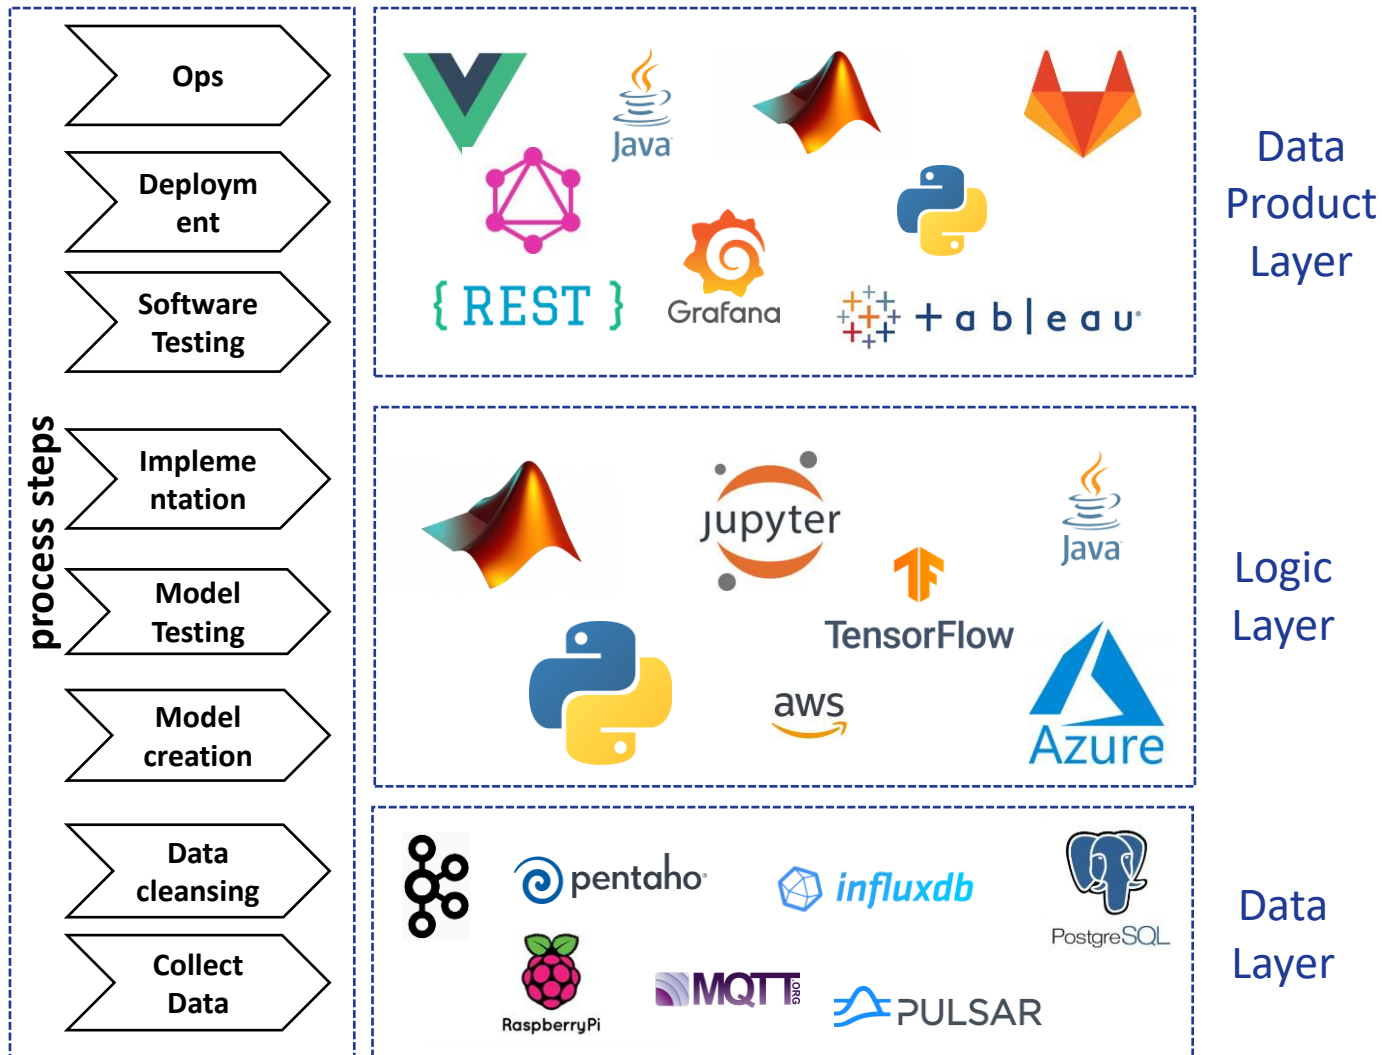 process steps
Ops
Deploym
ent
Software
Testing
Impleme
ntation
Model
Testing
Model
creation
Data
cleansing
Collect
Data
Java
{ REST }
Grafana
+ a b | e a u
Data
Product
Layer
jupyter
Java
TensorFlow
aws
Azure
Logic
Layer
pentaho
influxdb
PostgreSQL
RaspberryPi
MQTT.ORG
PULSAR
Data
Layer